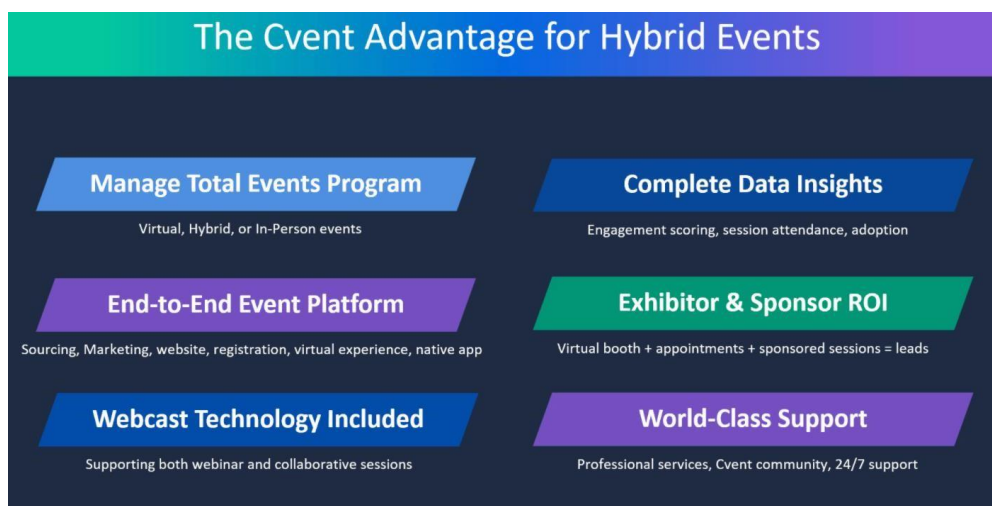 The Cvent Advantage for Hybrid Events
Manage Total Events Program
Virtual, Hybrid, or In-Person events
End-to-End Event Platform
Sourcing, Marketing, website, registration, virtual experience, native app
Webcast Technology Included
Supporting both webinar and collaborative sessions
Complete Data Insights
Engagement scoring, session attendance, adoption
Exhibitor & Sponsor ROI
Virtual booth + appointments + sponsored sessions = leads
World-Class Support
Professional services, Cvent community, 24/7 support